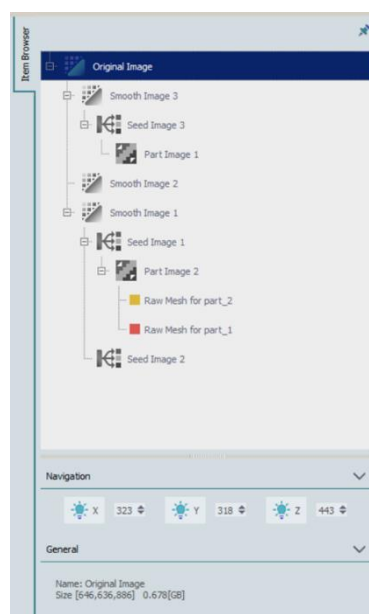 Item Browser
Original Image
Smooth Image 3
Seed Image 3
Part Image 1
Smooth Image 2
Smooth Image 1
Seed Image 1
Part Image 2
Raw Mesh for part_2
Raw Mesh for part_1
Seed Image 2
Navigation
X 323 Y 318 Z 443
General
Name: Original Image
Size [646,636,886] 0.678[GB]